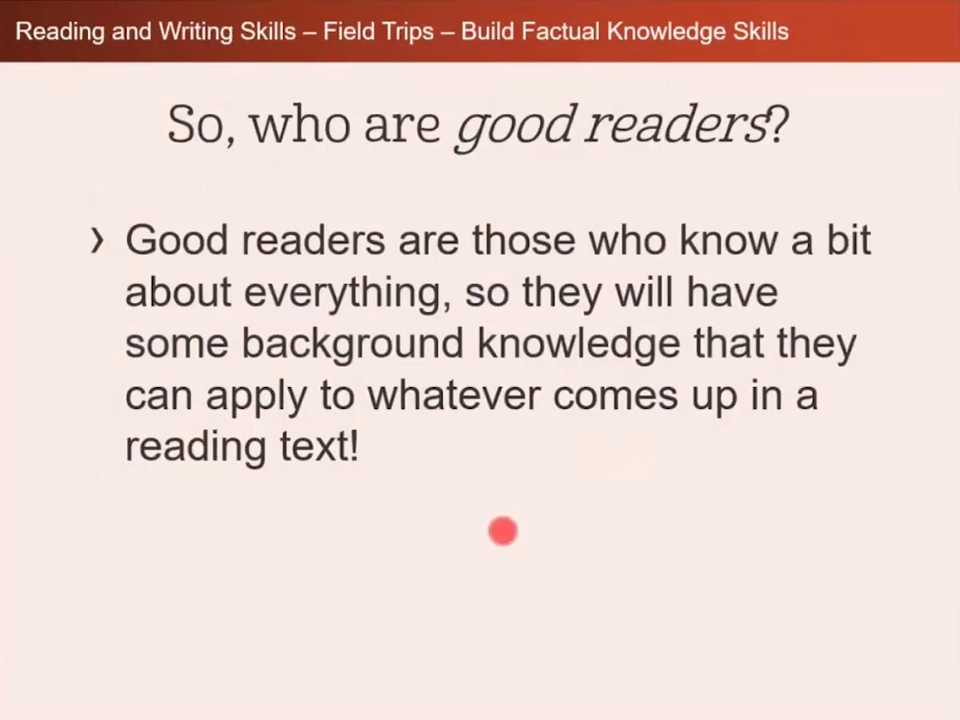 Reading and Writing Skills – Field Trips – Build Factual Knowledge Skills
So, who are good readers?
› Good readers are those who know a bit
about everything, so they will have
some background knowledge that they
can apply to whatever comes up in a
reading text!